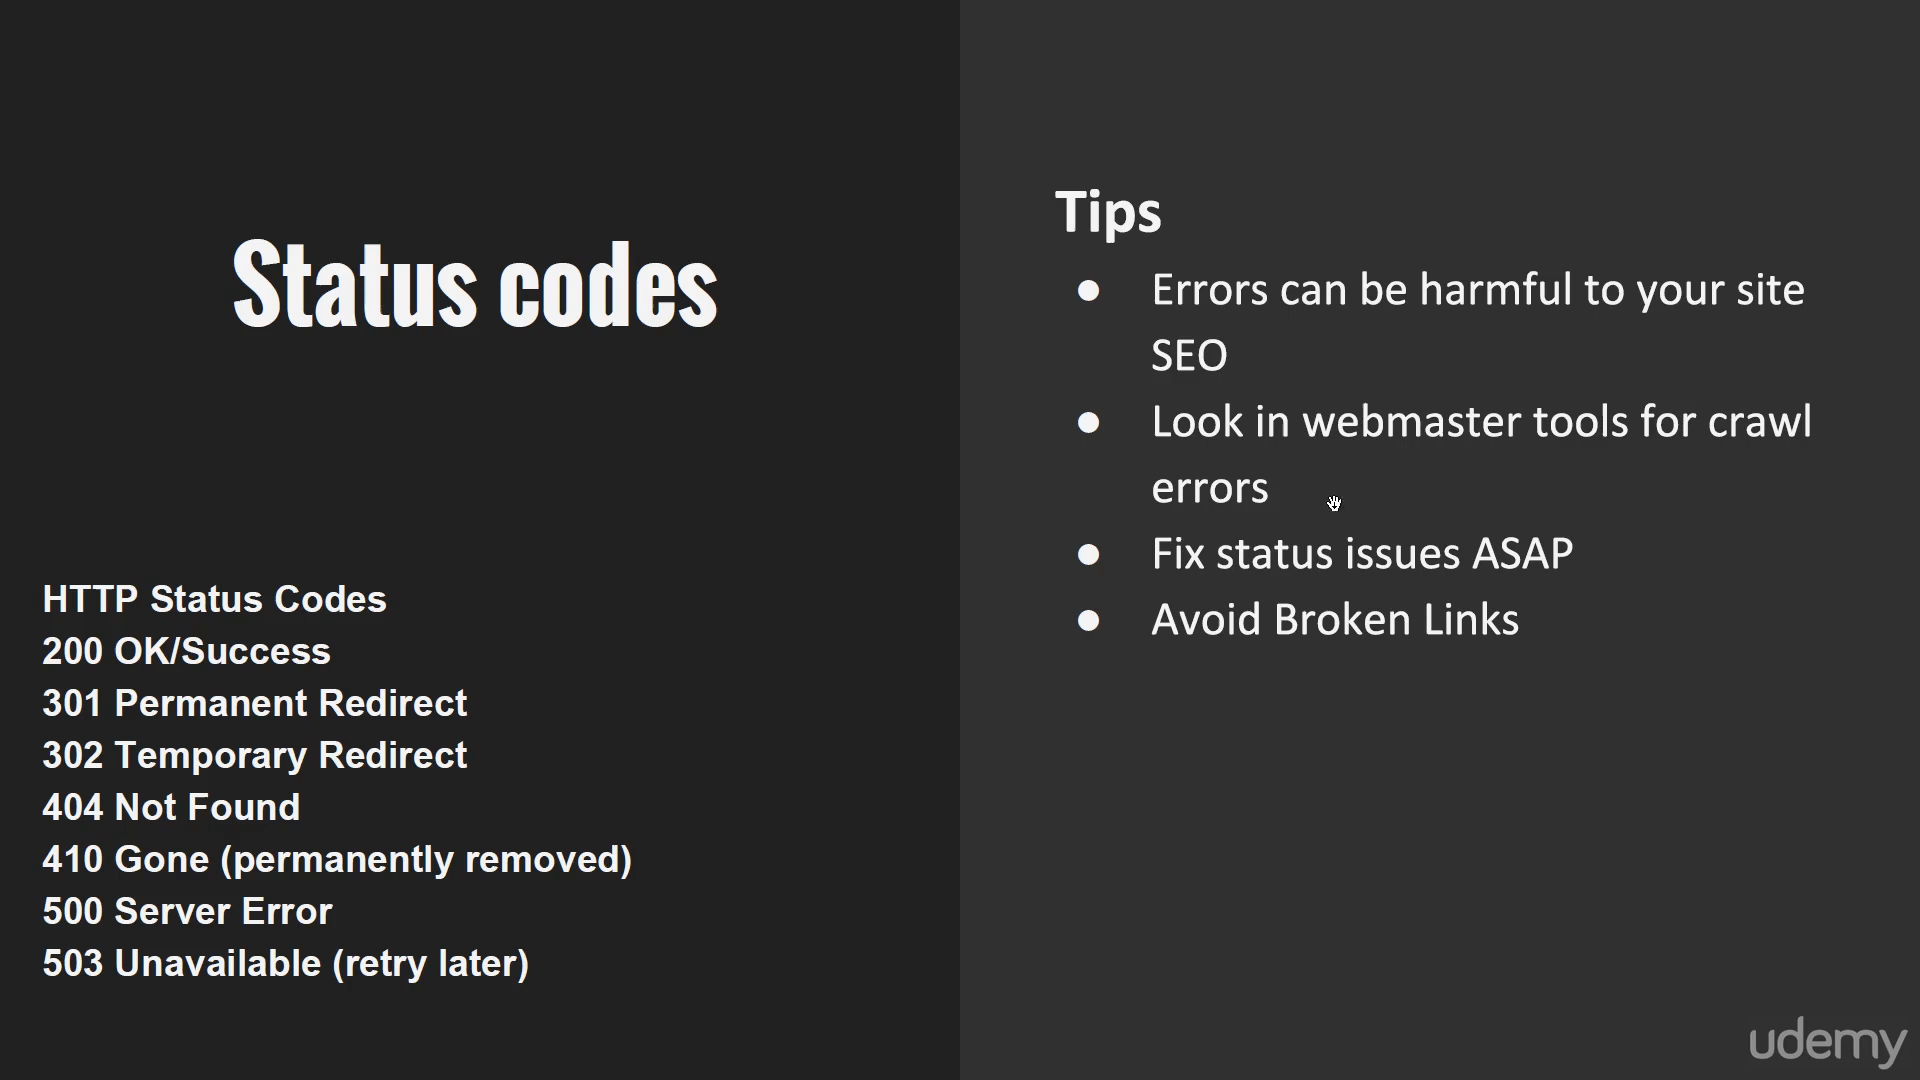 Status codes
HTTP Status Codes
200 OK/Success
301 Permanent Redirect
302 Temporary Redirect
404 Not Found
410 Gone (permanently removed)
500 Server Error
503 Unavailable (retry later)
Tips
● Errors can be harmful to your site
SEO
● Look in webmaster tools for crawl
errors
● Fix status issues ASAP
● Avoid Broken Links
udemy